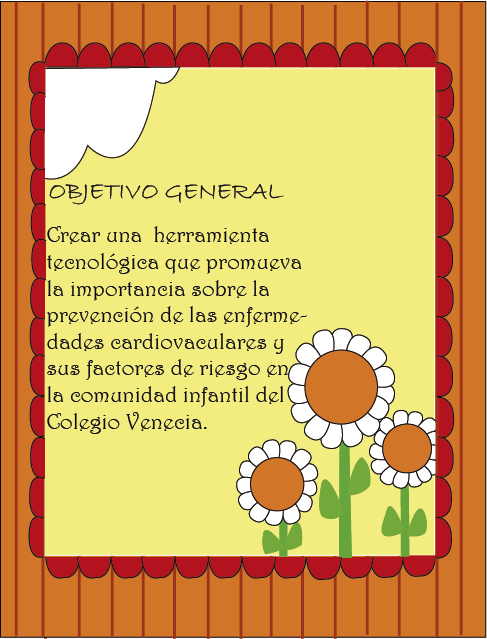 OBJETIVO GENERAL
Crear una herramienta
tecnológica que promueva
la importancia sobre la
prevención de las enferme-
dades cardiovaculares y
sus factores de riesgo en
la comunidad infantil del
Colegio Venecia.